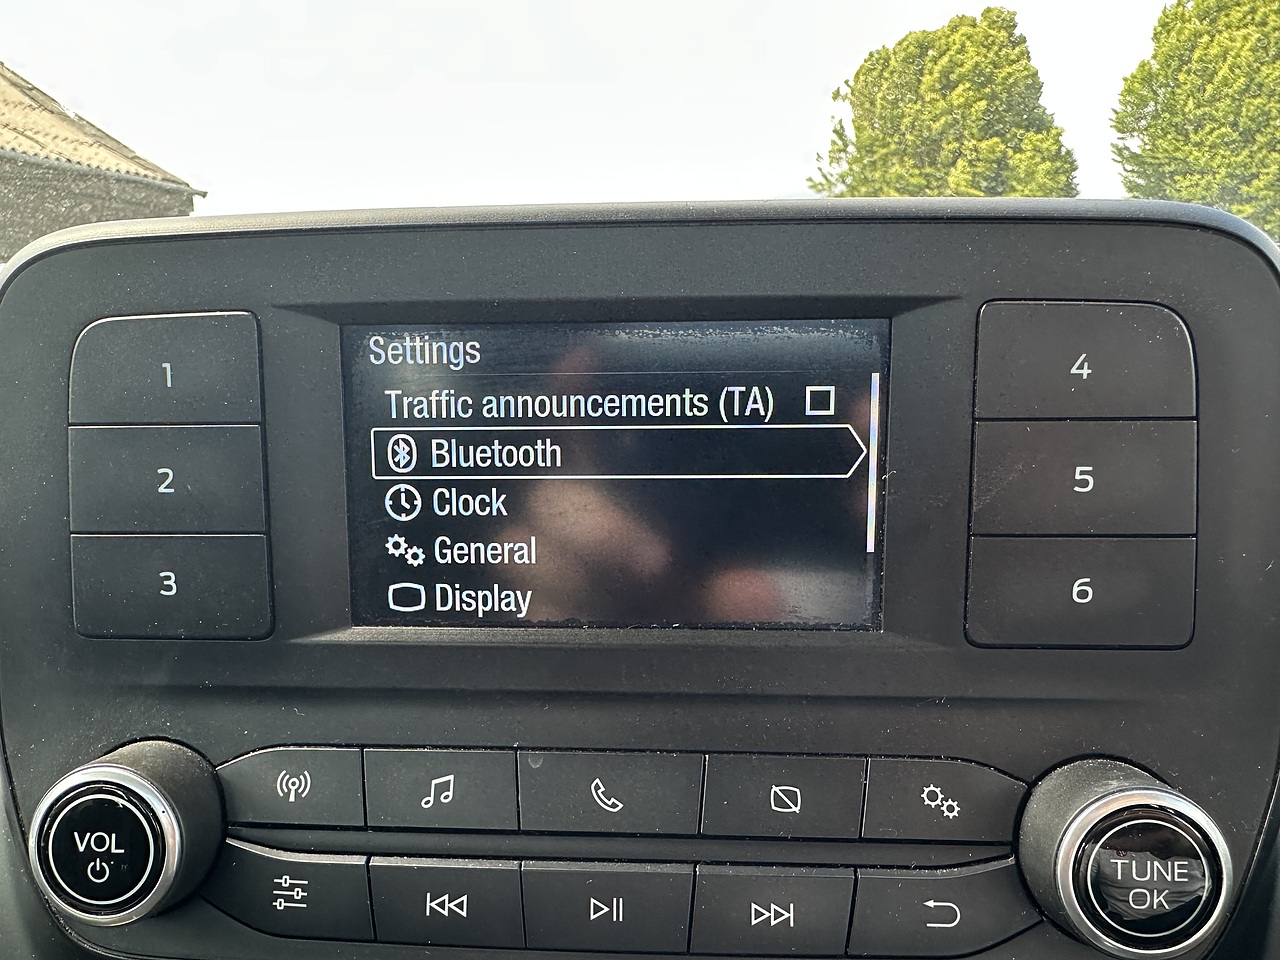 Settings
Traffic announcements (TA)
Bluetooth
Clock
General
Display
1
2
3
4
5
6
VOL
TUNE
OK